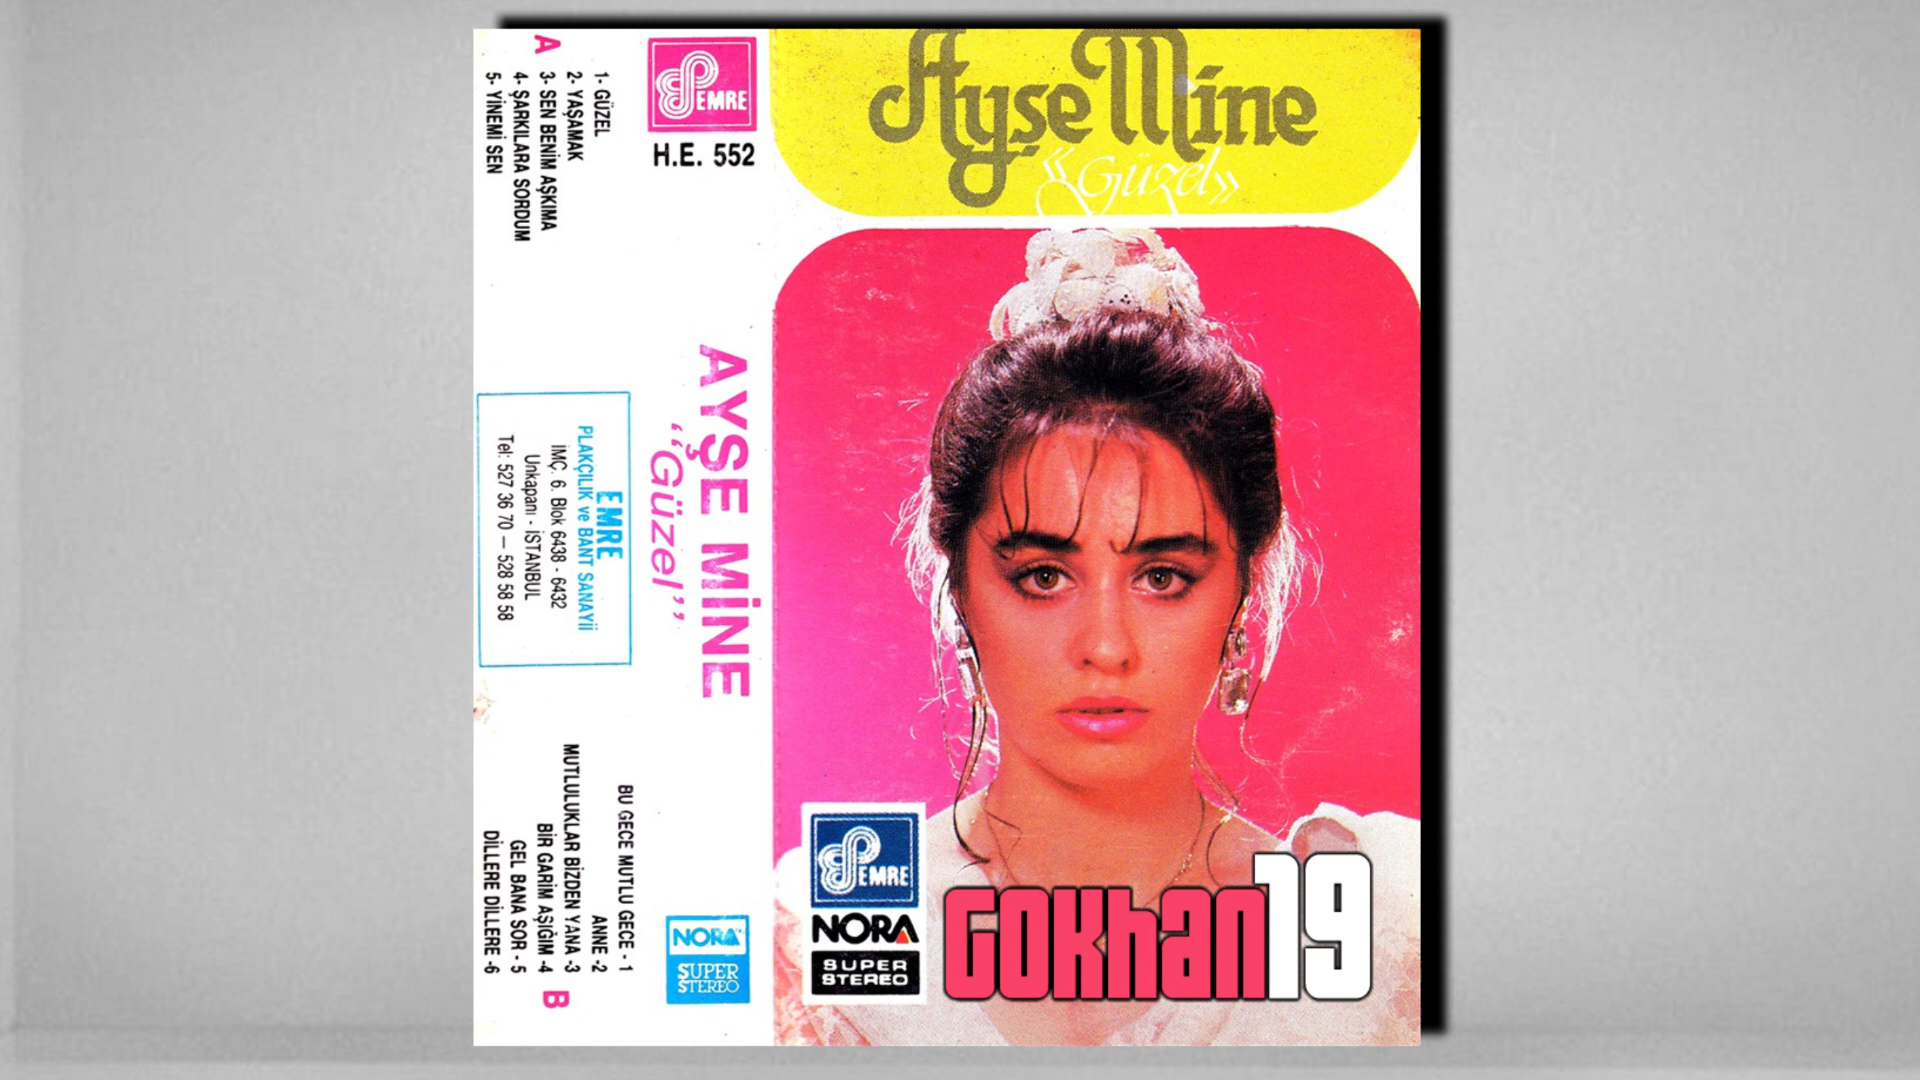 A
1- GÜZEL
2- YAŞAMAK
3- SEN BENİM AŞKIMA
4- ŞARKILARA SORDUM
5- YİNEMİ SEN
EMRE
PLAKÇILIK ve BANT SANAYİİ
İMÇ. 6. Blok 6438 - 6432
Unkapanı - İSTANBUL
Tel: 527 36 70 — 528 58 58
BU GECE MUTLU GECE - 1
ANNE -2
MUTLULUKLAR BİZDEN YANA -3
BİR GARİM AŞIĞIM -4
GEL BANA SOR - 5
DİLLERE DİLLERE -6
B
EMRE
H.E. 552
AYŞE MİNE
‘‘Güzel’’
NORA
SUPER
STEREO
Ayşe Mine
«Güzel»
EMRE
NORA
SUPER
STEREO
GOKhan19